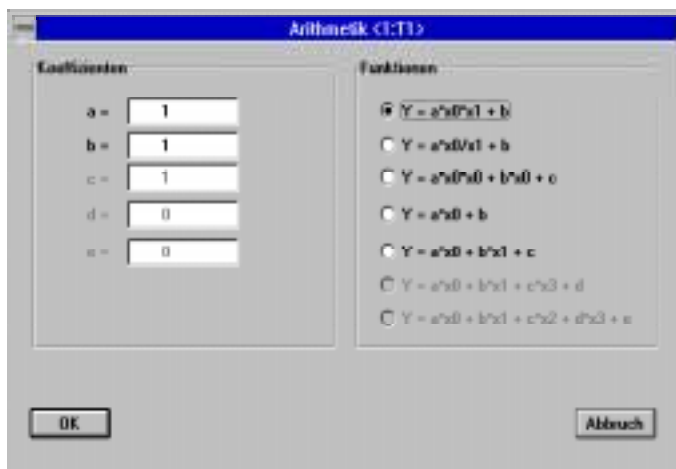 Arithmetik <1:T1>
Koeffizienten
a = 1
b = 1
c = 1
d = 0
e = 0
Funktionen
Y = a*x0*x1 + b
Y = a*x0/x1 + b
Y = a*x0*x0 + b*x0 + c
Y = a*x0 + b
Y = a*x0 + b*x1 + c
Y = a*x0 + b*x1 + c*x3 + d
Y = a*x0 + b*x1 + c*x2 + d*x3 + e
OK
Abbruch